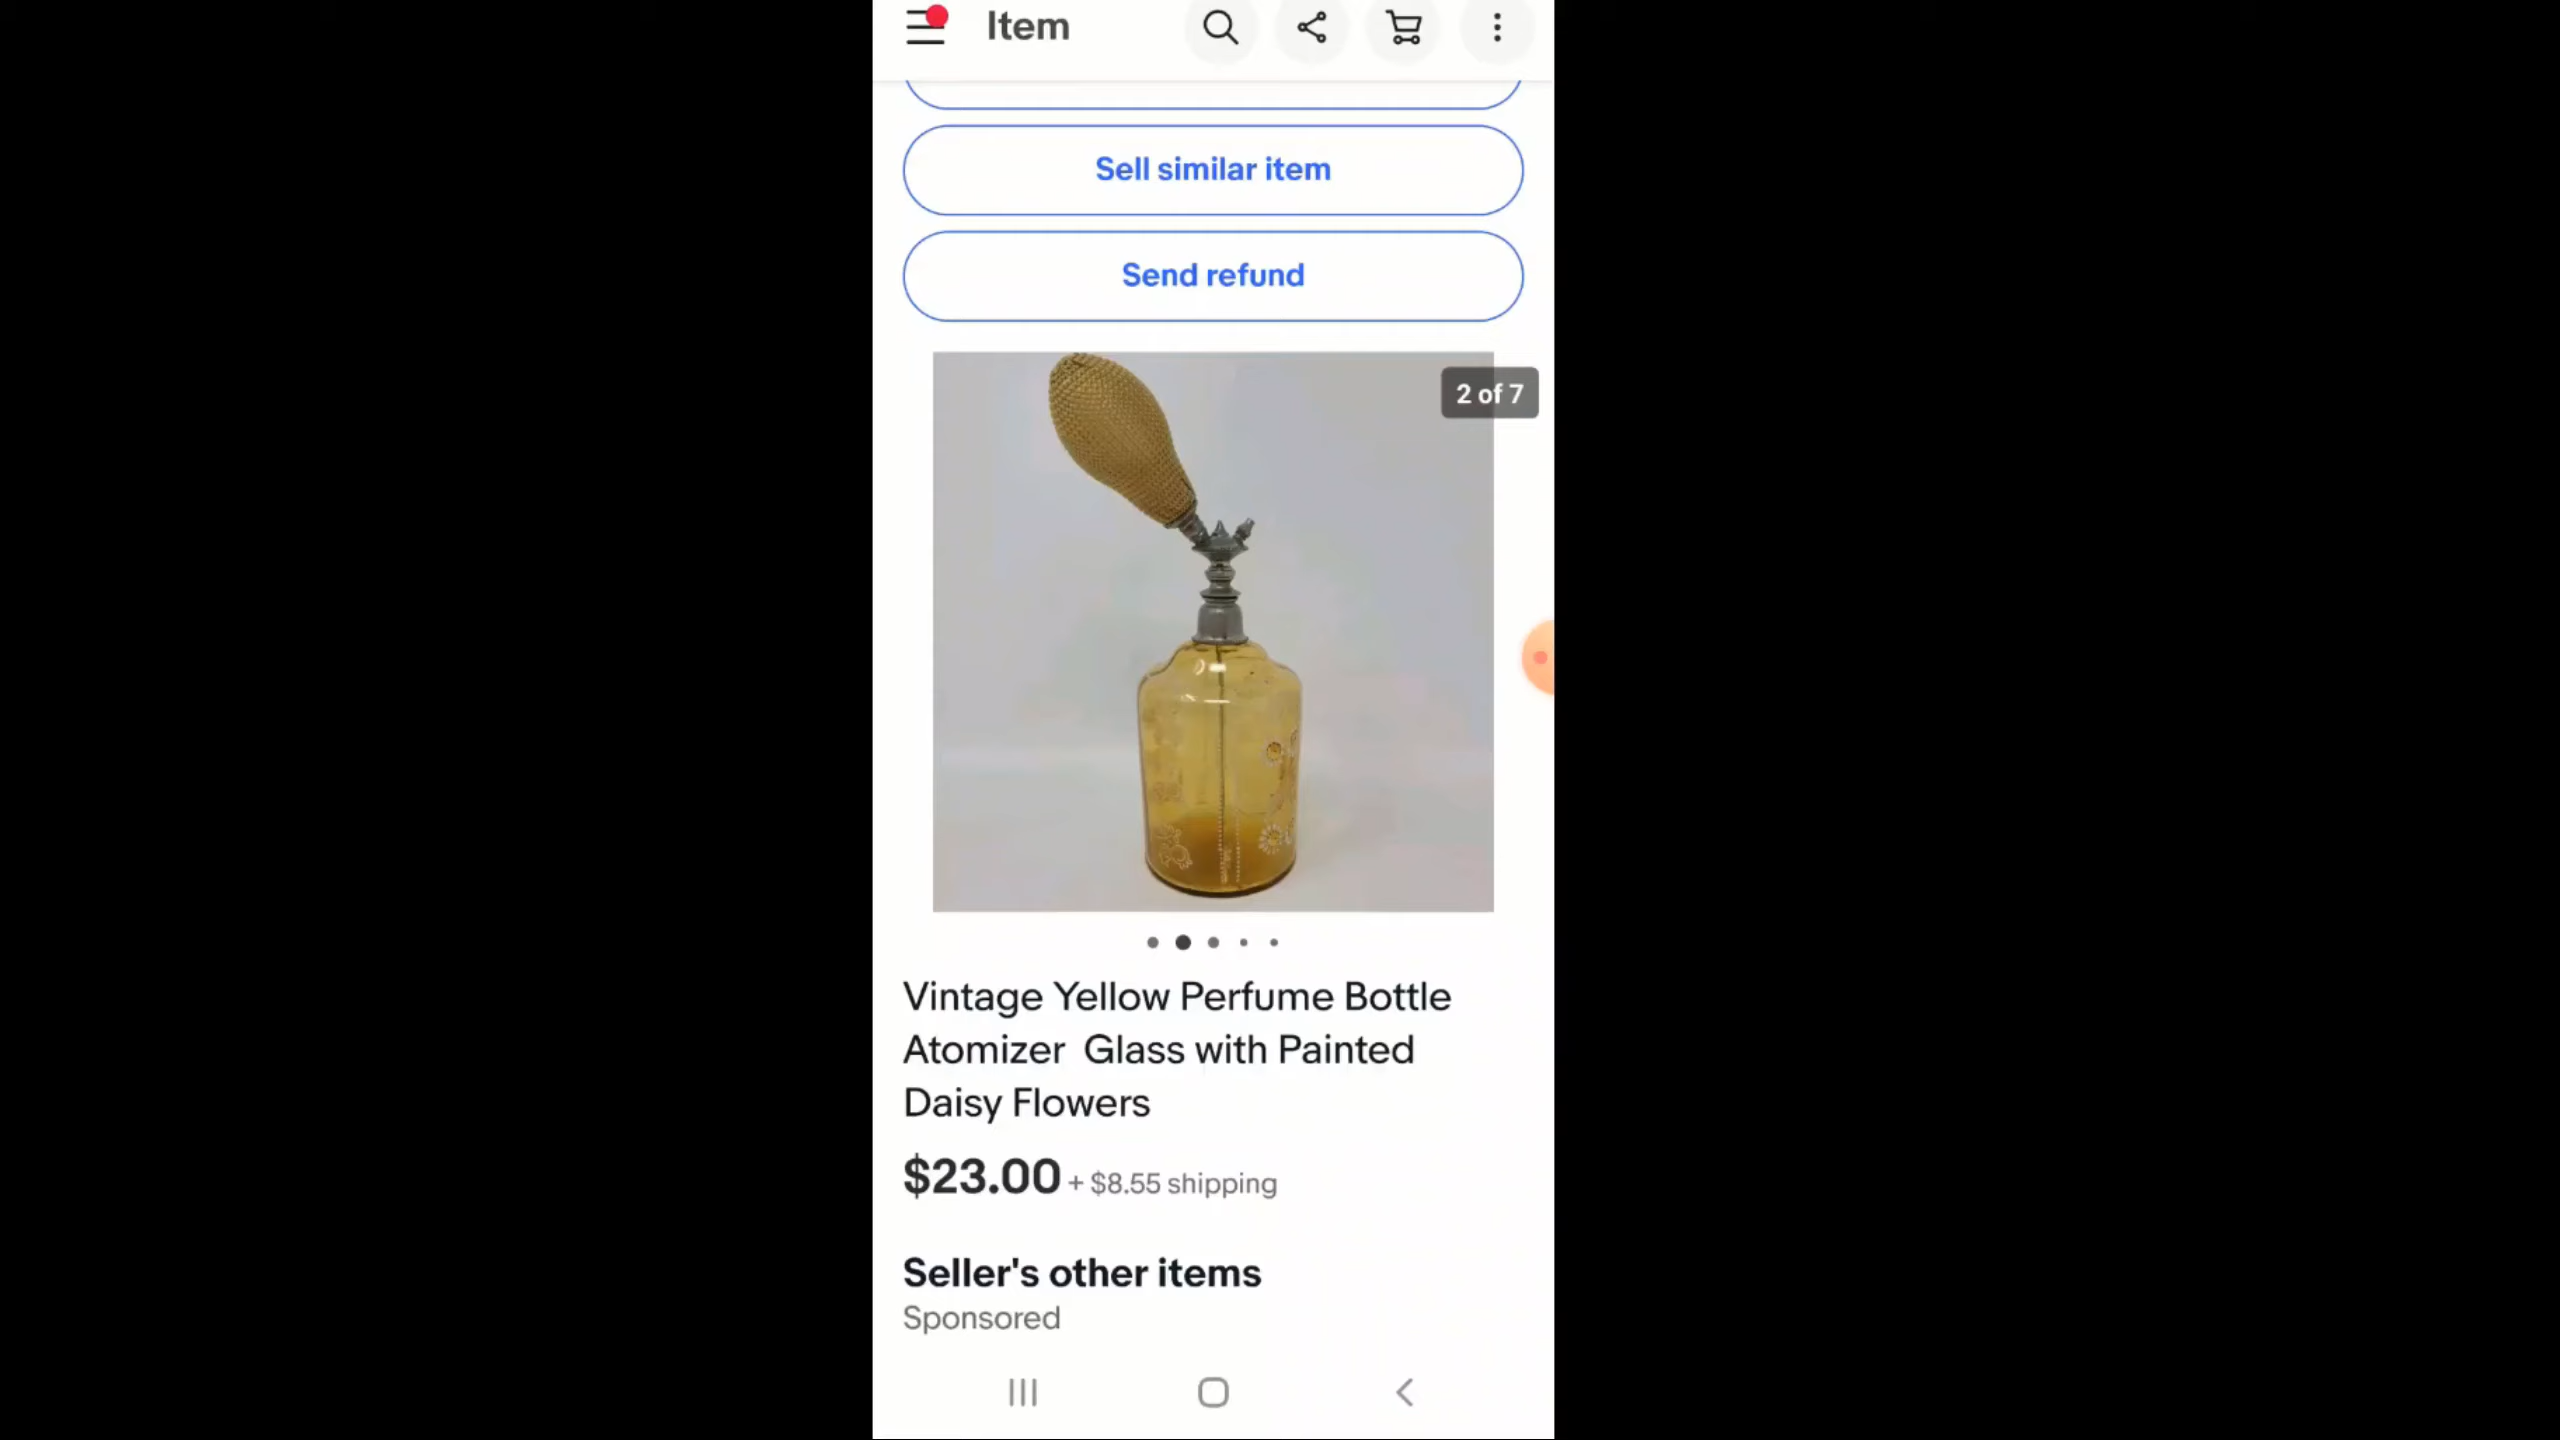 Item
Sell similar item
Send refund
2 of 7
Vintage Yellow Perfume Bottle
Atomizer  Glass with Painted
Daisy Flowers
$23.00 + $8.55 shipping
Seller's other items
Sponsored